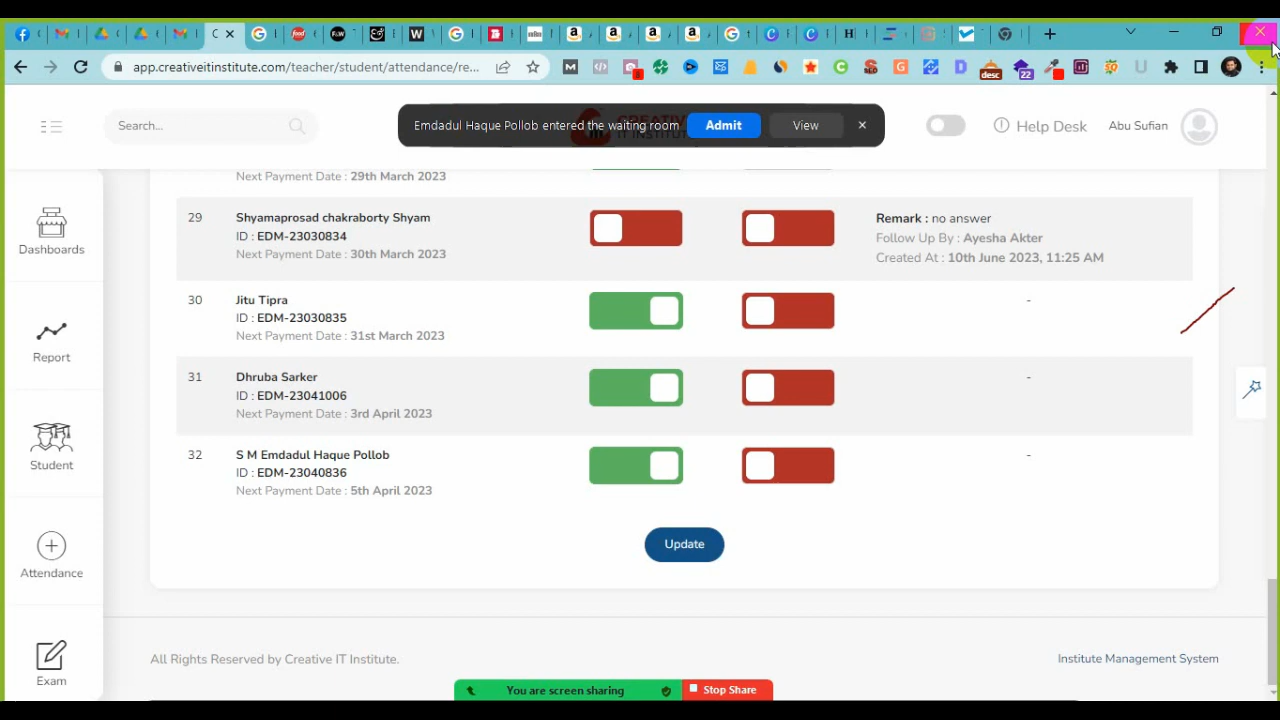 app.creativeitinstitute.com/teacher/student/attendance/re...
desc
22
Search...
Emdadul Haque Pollob entered the waiting room
Admit
View
Help Desk
Abu Sufian
Dashboards
Report
Student
Attendance
Exam
Next Payment Date : 29th March 2023
29
Shyamaprosad chakraborty Shyam
ID : EDM-23030834
Next Payment Date : 30th March 2023
Remark : no answer
Follow Up By : Ayesha Akter
Created At : 10th June 2023, 11:25 AM
30
Jitu Tipra
ID : EDM-23030835
Next Payment Date : 31st March 2023
-
31
Dhruba Sarker
ID : EDM-23041006
Next Payment Date : 3rd April 2023
-
32
S M Emdadul Haque Pollob
ID : EDM-23040836
Next Payment Date : 5th April 2023
-
Update
All Rights Reserved by Creative IT Institute.
Institute Management System
You are screen sharing
Stop Share